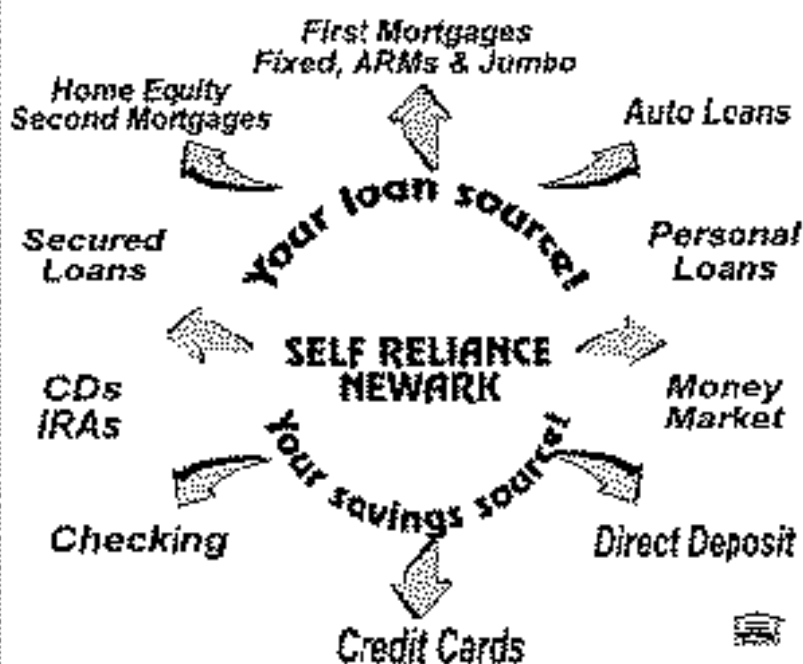 First Mortgages
Fixed, ARMs & Jumbo
Home Equity
Second Mortgages
Auto Loans
Your loan source!
Secured
Loans
Personal
Loans
SELF RELIANCE
NEWARK
CDs
IRAs
Money
Market
Your savings source!
Checking
Direct Deposit
Credit Cards